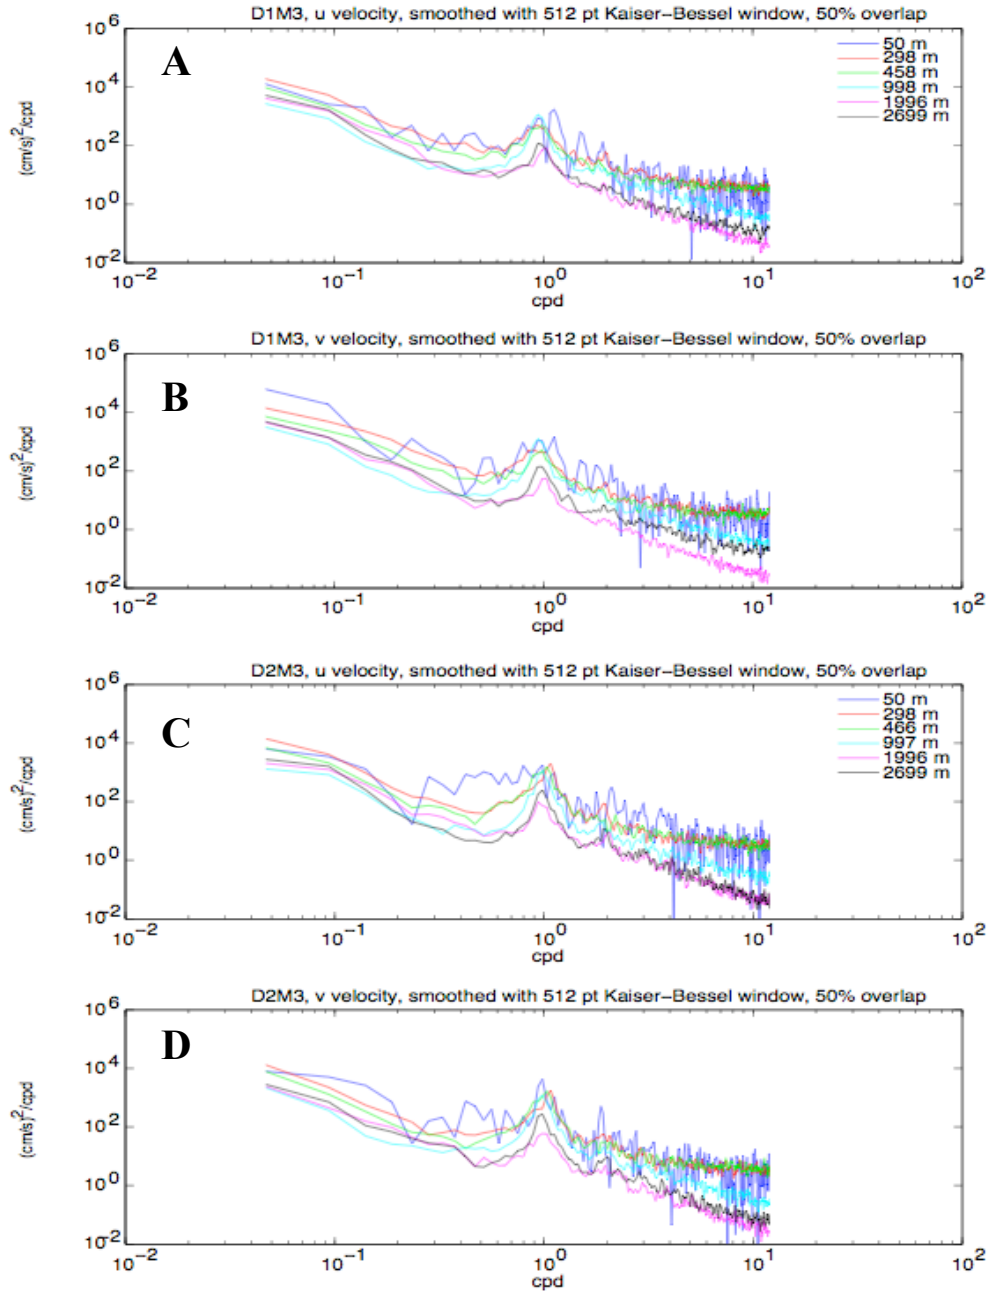 D1M3, u velocity, smoothed with 512 pt Kaiser-Bessel window, 50% overlap
A
50 m
298 m
458 m
998 m
1996 m
2699 m
10^6
10^4
10^2
10^0
10^-2
(cm/s)^2/cpd
10^-2 10^-1 10^0 10^1 10^2
cpd
D1M3, v velocity, smoothed with 512 pt Kaiser-Bessel window, 50% overlap
B
10^6
10^4
10^2
10^0
10^-2
(cm/s)^2/cpd
10^-2 10^-1 10^0 10^1 10^2
cpd
D2M3, u velocity, smoothed with 512 pt Kaiser-Bessel window, 50% overlap
C
50 m
298 m
466 m
997 m
1996 m
2699 m
10^6
10^4
10^2
10^0
10^-2
(cm/s)^2/cpd
10^-2 10^-1 10^0 10^1 10^2
cpd
D2M3, v velocity, smoothed with 512 pt Kaiser-Bessel window, 50% overlap
D
10^6
10^4
10^2
10^0
10^-2
(cm/s)^2/cpd
10^-2 10^-1 10^0 10^1 10^2
cpd